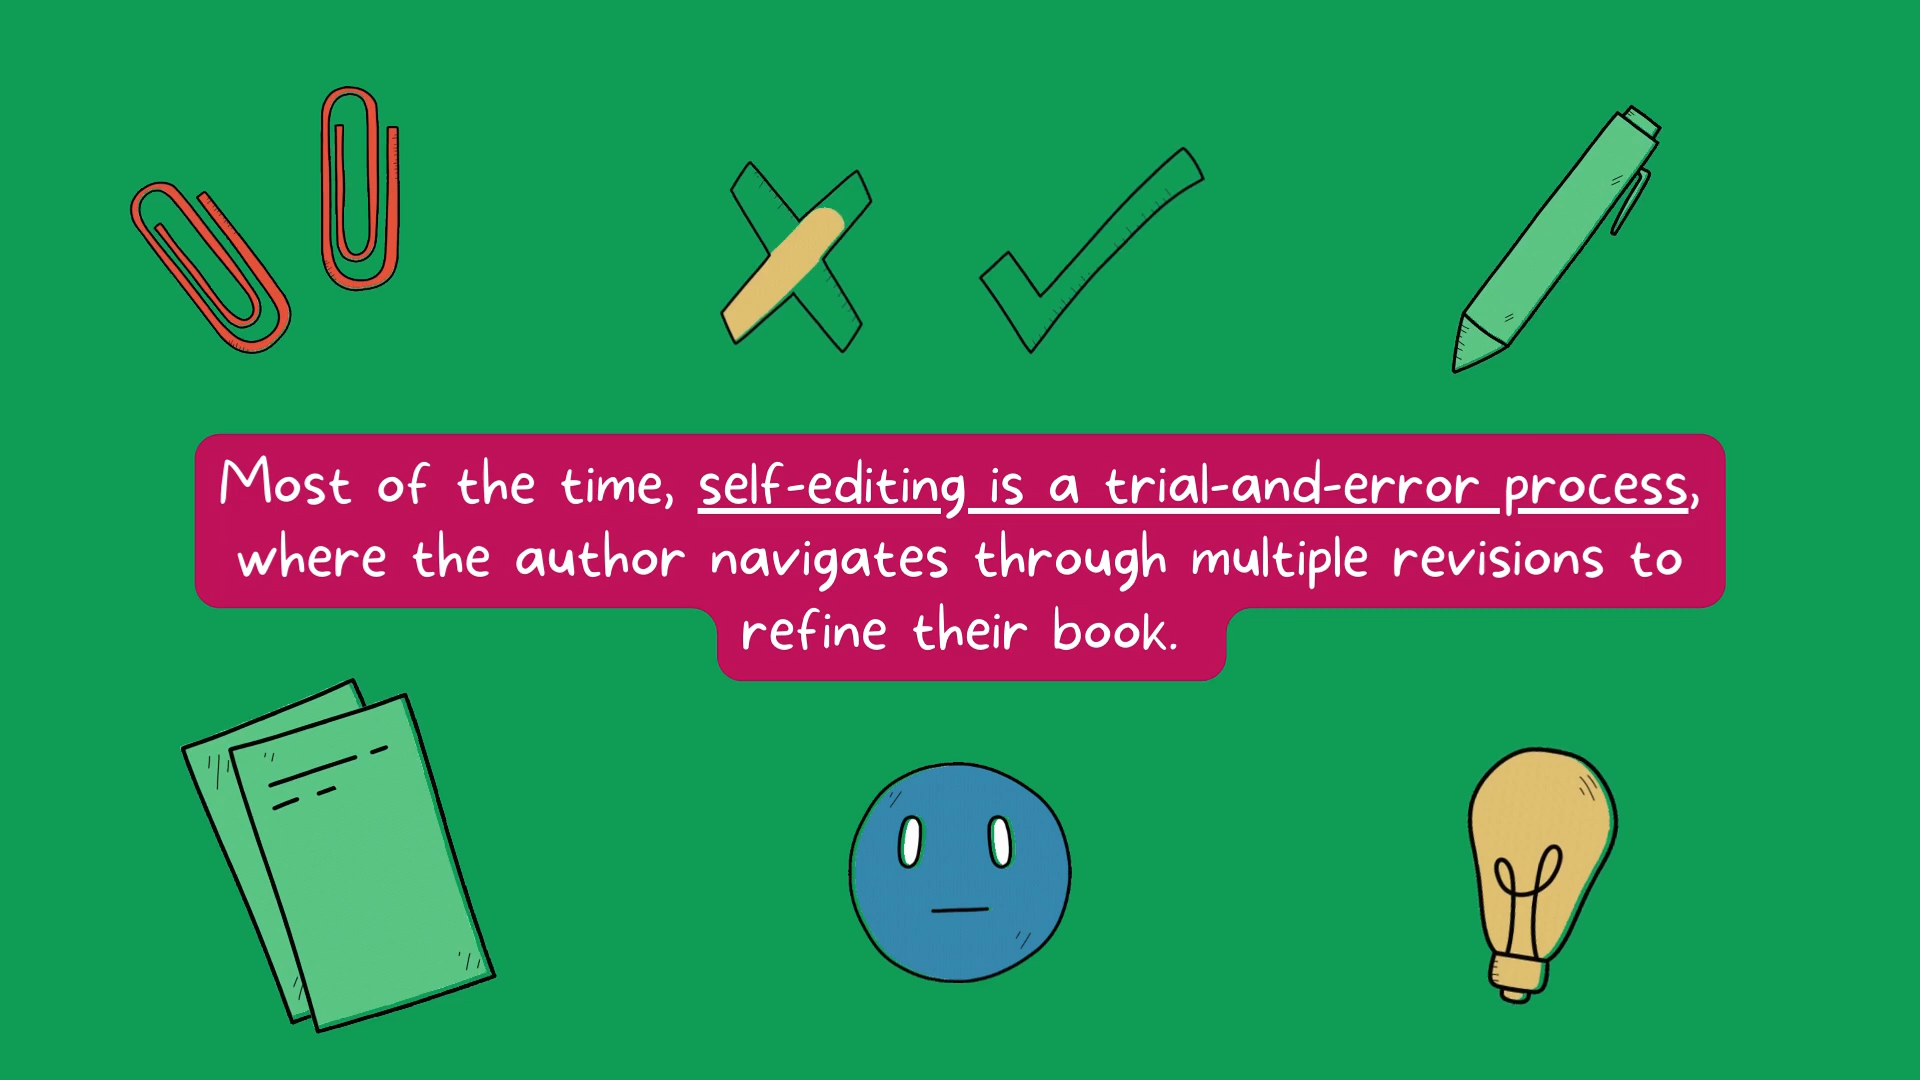 Most of the time, self-editing is a trial-and-error process,
where the author navigates through multiple revisions to
refine their book.